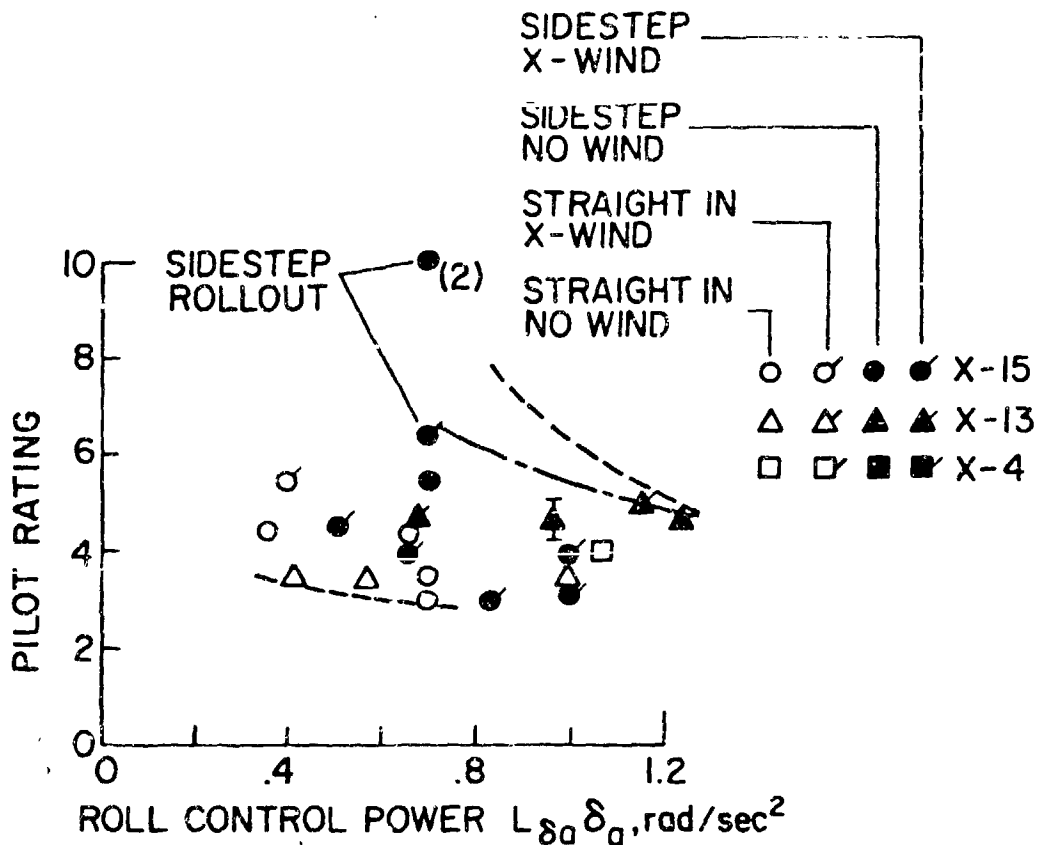 SIDESTEP
X-WIND
SIDESTEP
NO WIND
STRAIGHT IN
X-WIND
STRAIGHT IN
NO WIND
X-15
X-13
X-4
SIDESTEP
ROLLOUT
(2)
PILOT RATING
10
8
6
4
2
0
0
.4
.8
1.2
ROLL CONTROL POWER L δa δa, rad/sec²